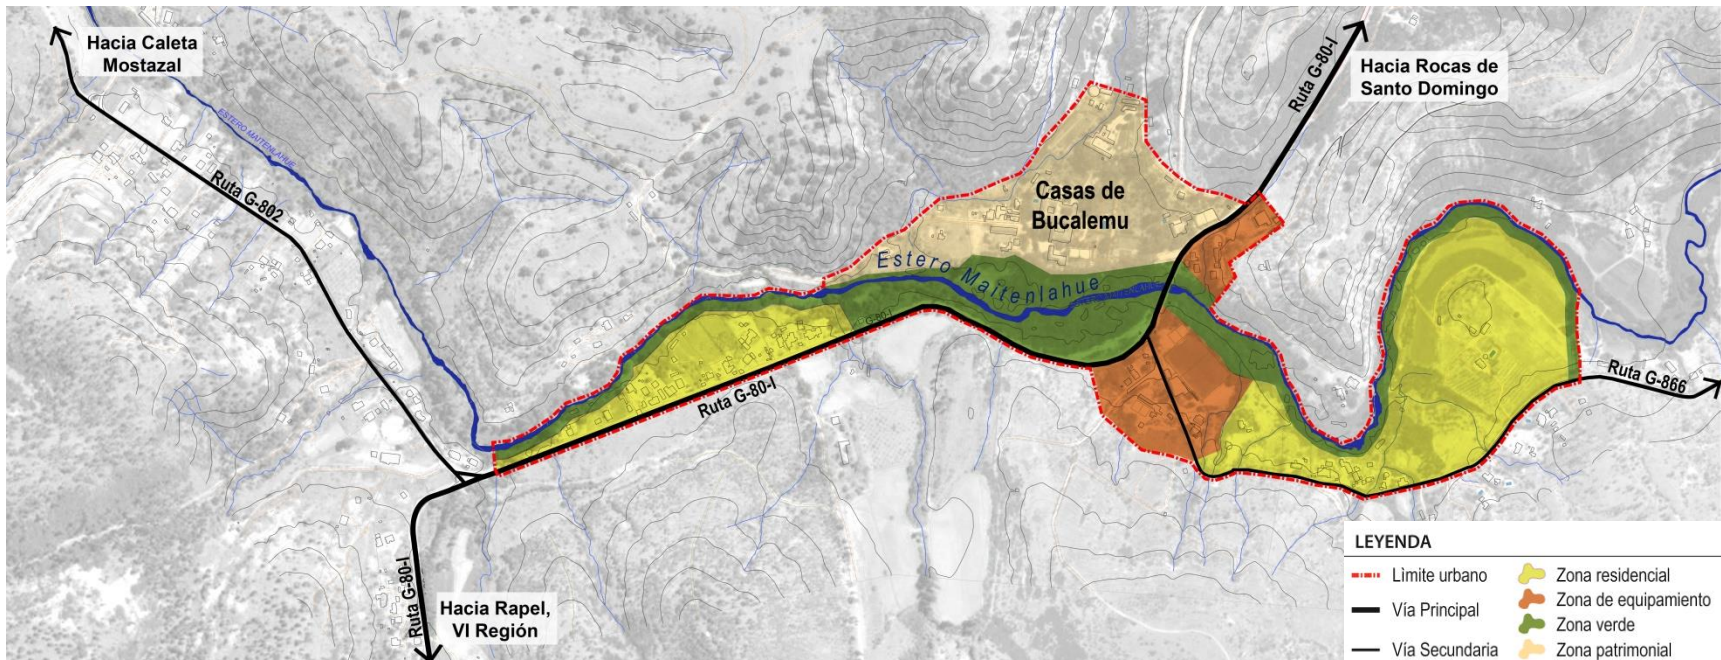 Hacia Caleta
Mostazal
ESTERO MAITENLAHUE
Ruta G-802
Ruta G-80-I
Hacia Rocas de
Santo Domingo
Casas de
Bucalemu
Estero Maitenlahue
G-80-I
Ruta G-80-I
Ruta G-866
Ruta G-80-I
Hacia Rapel,
VI Región
LEYENDA
Lìmite urbano
Vía Principal
Vía Secundaria
Zona residencial
Zona de equipamiento
Zona verde
Zona patrimonial